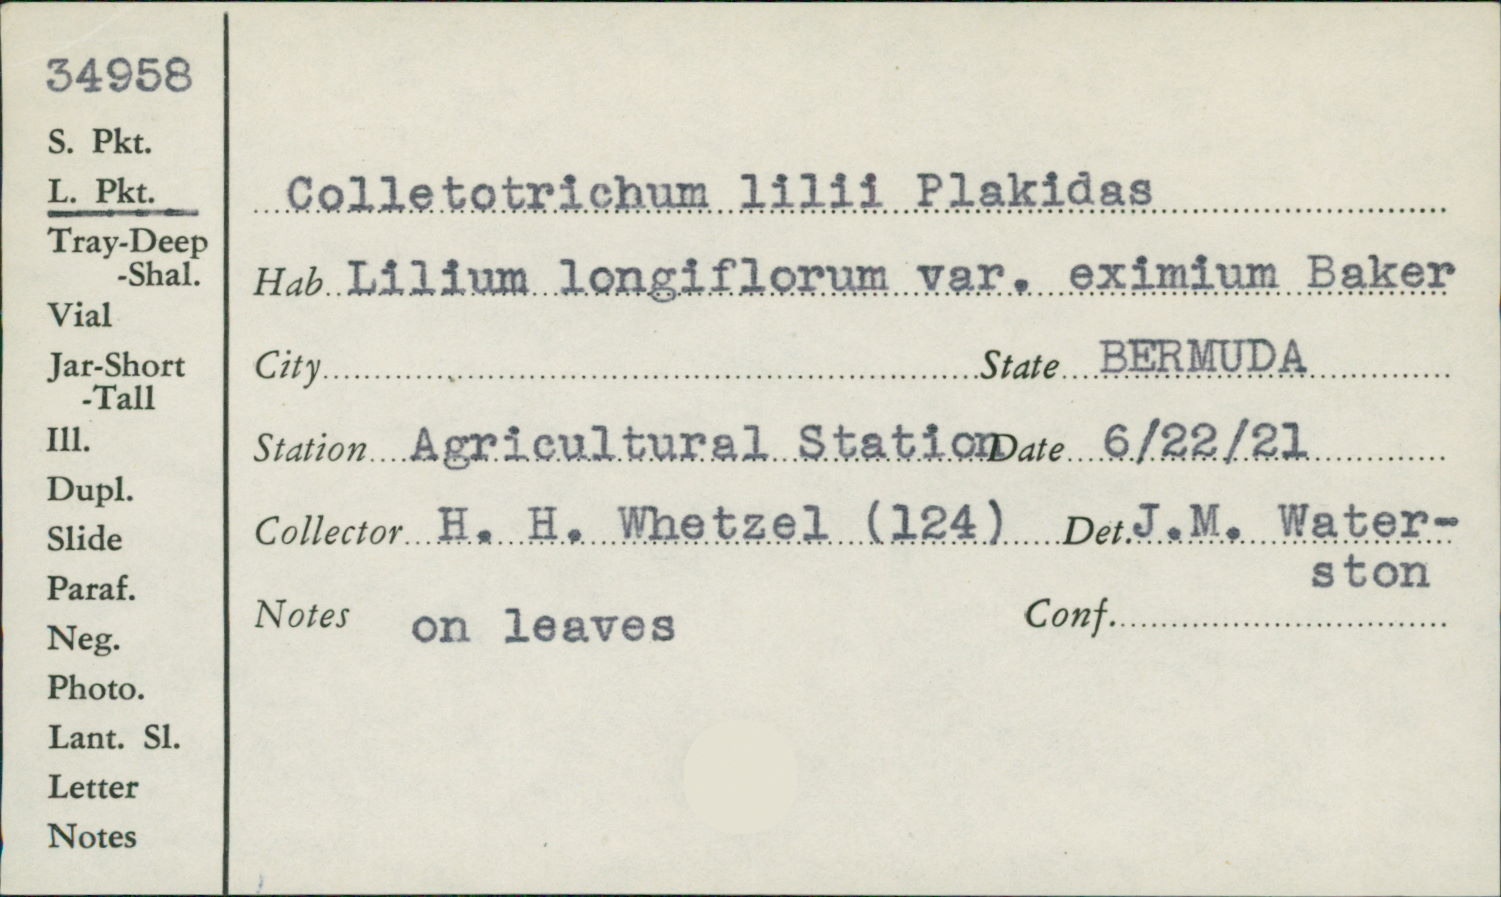 34958
S. Pkt.
L. Pkt.
Tray-Deep
-Shal.
Vial
Jar-Short
-Tall
Ill.
Dupl.
Slide
Paraf.
Neg.
Photo.
Lant. Sl.
Letter
Notes
Colletotrichum lilii Plakidas
Hab Lilium longiflorum var. eximium Baker
City State BERMUDA
Station Agricultural Station Date 6/22/21
Collector H. H. Whetzel (124) Det. J.M. Water-
ston
Notes on leaves Conf.